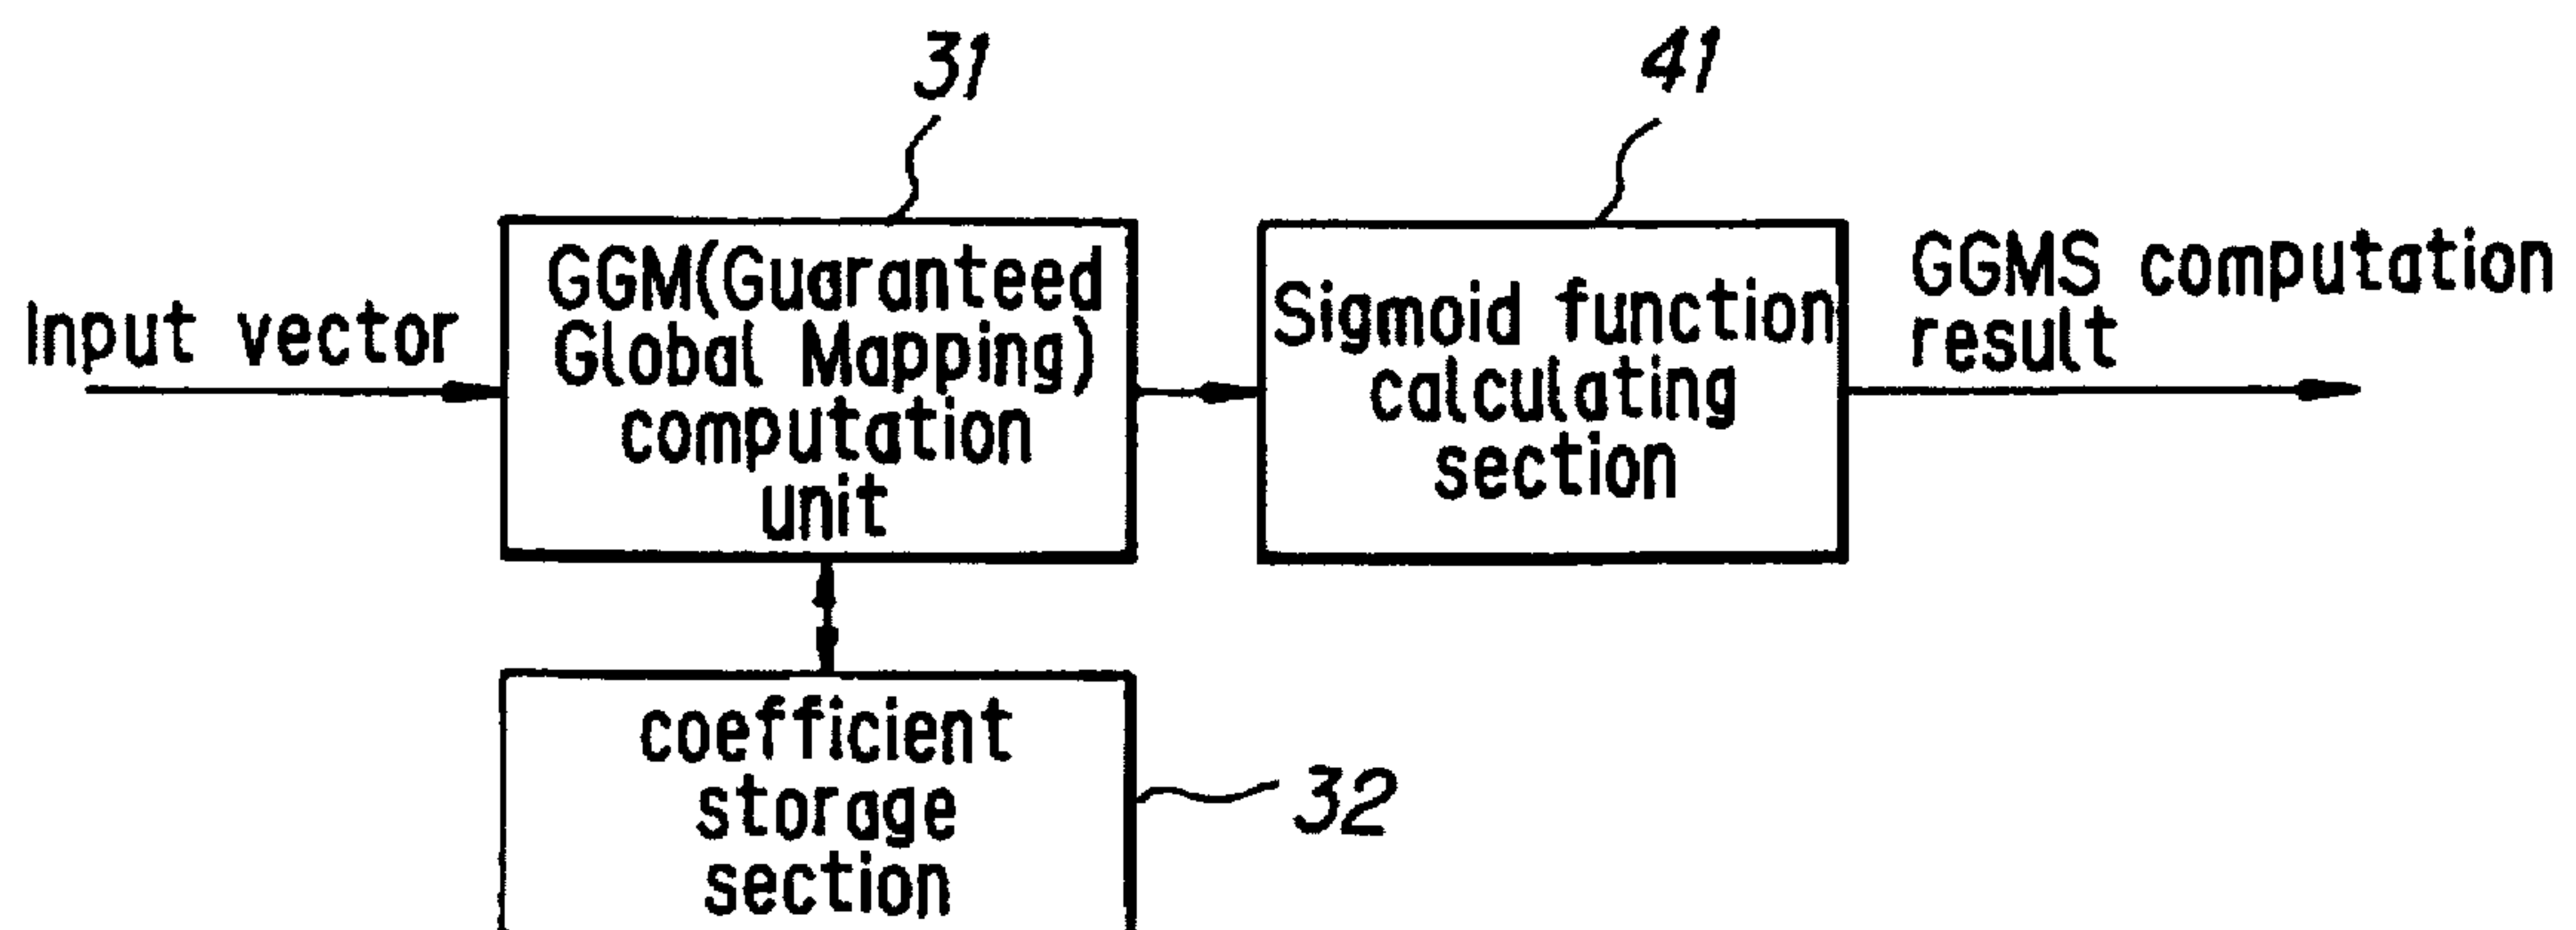 31
41
Input vector
GGM(Guaranteed
Global Mapping)
computation
unit
Sigmoid function
calculating
section
GGMS computation
result
coefficient
storage
section
32